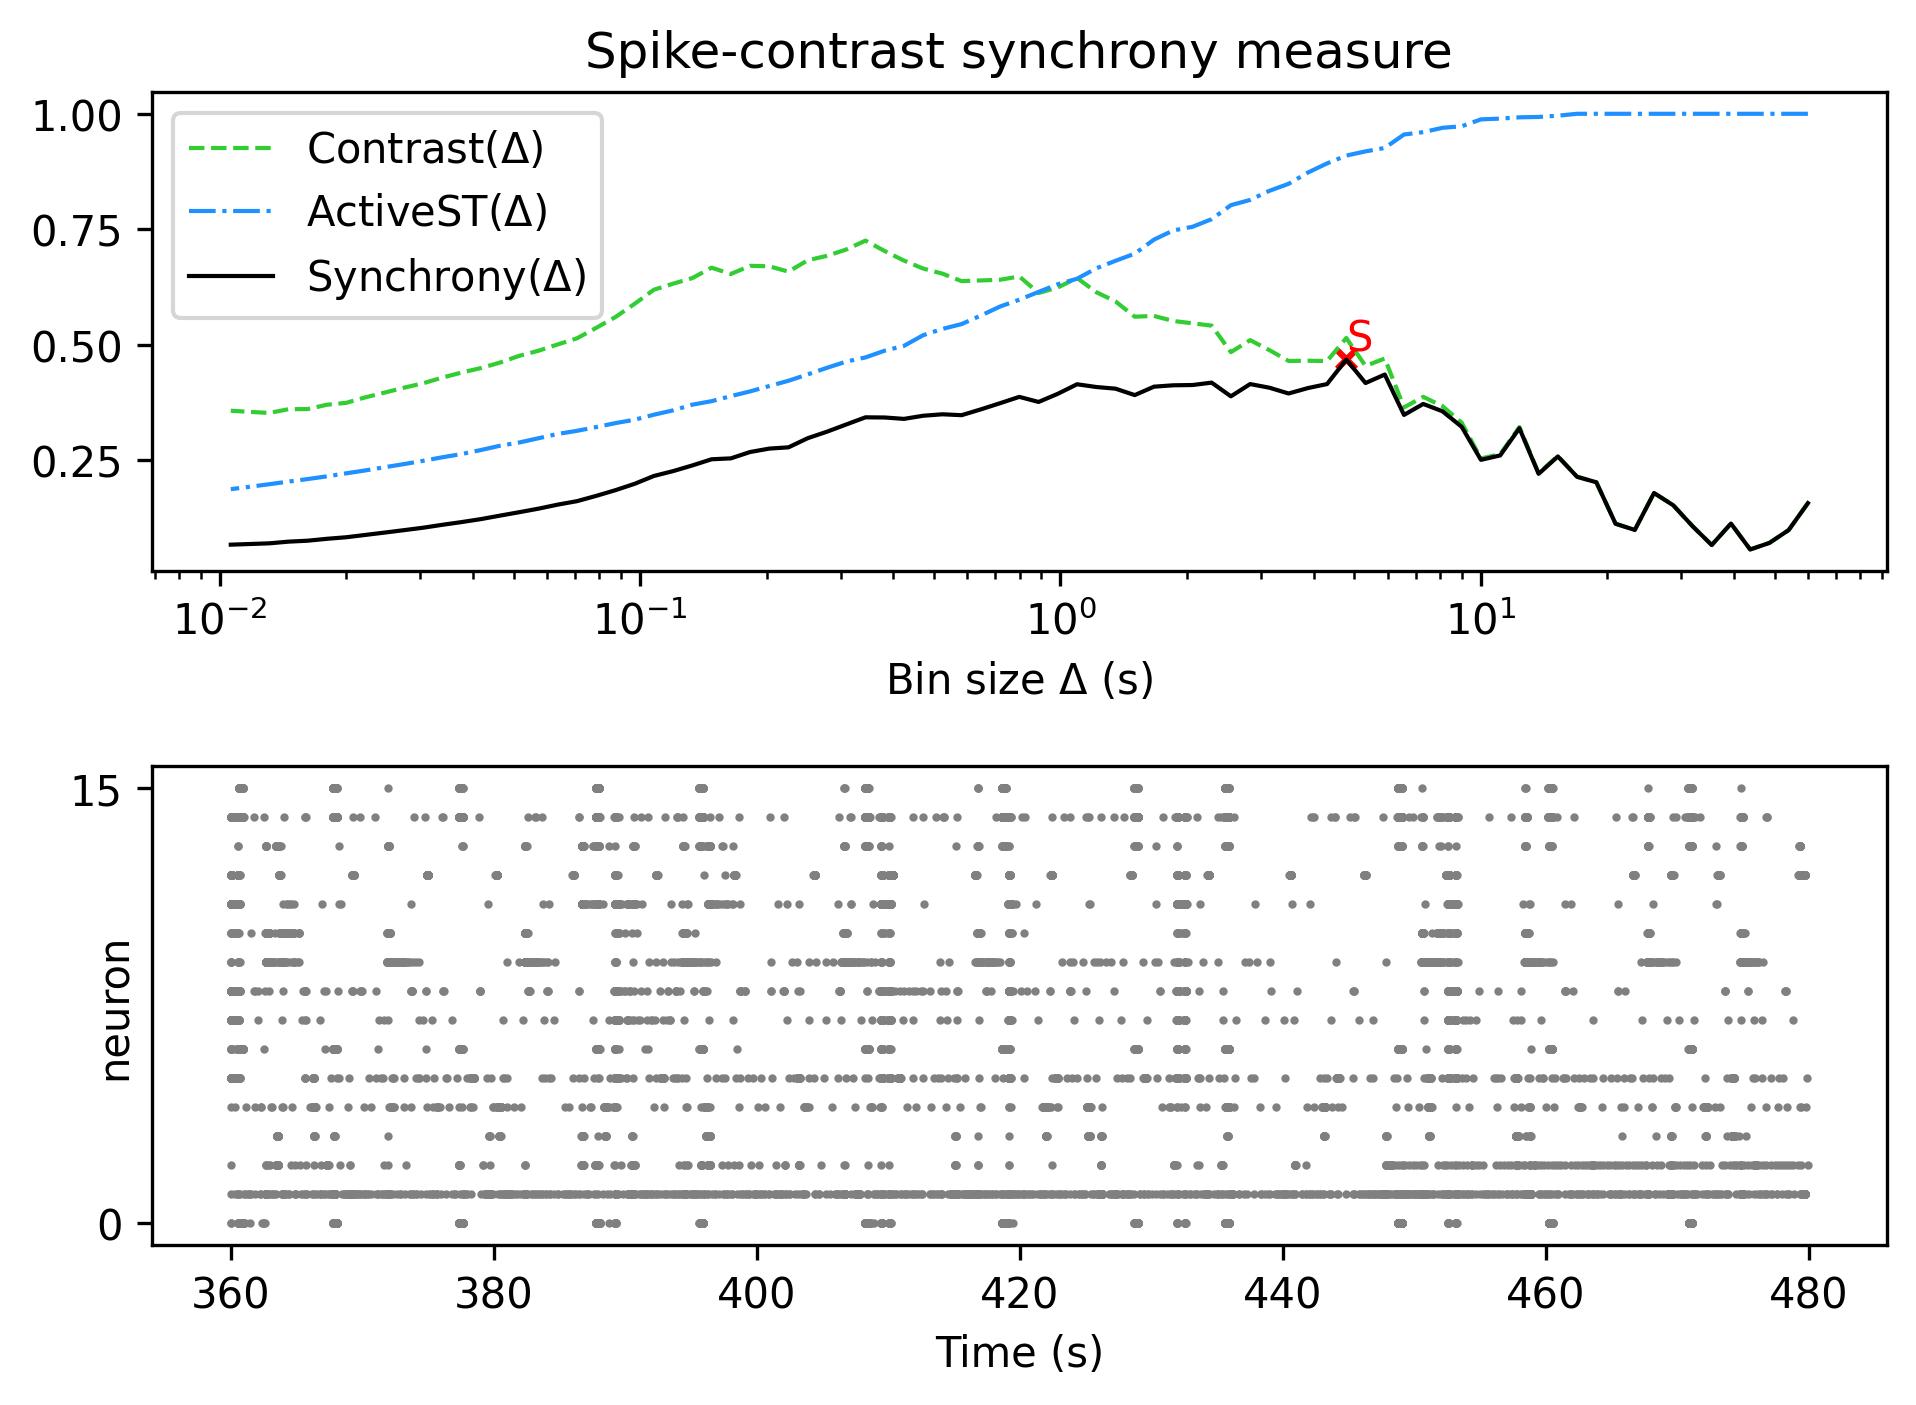 Spike-contrast synchrony measure
1.00
0.75
0.50
0.25
Contrast(Δ)
ActiveST(Δ)
Synchrony(Δ)
S
10⁻² 10⁻¹ 10⁰ 10¹
Bin size Δ (s)
15
0
neuron
360 380 400 420 440 460 480
Time (s)